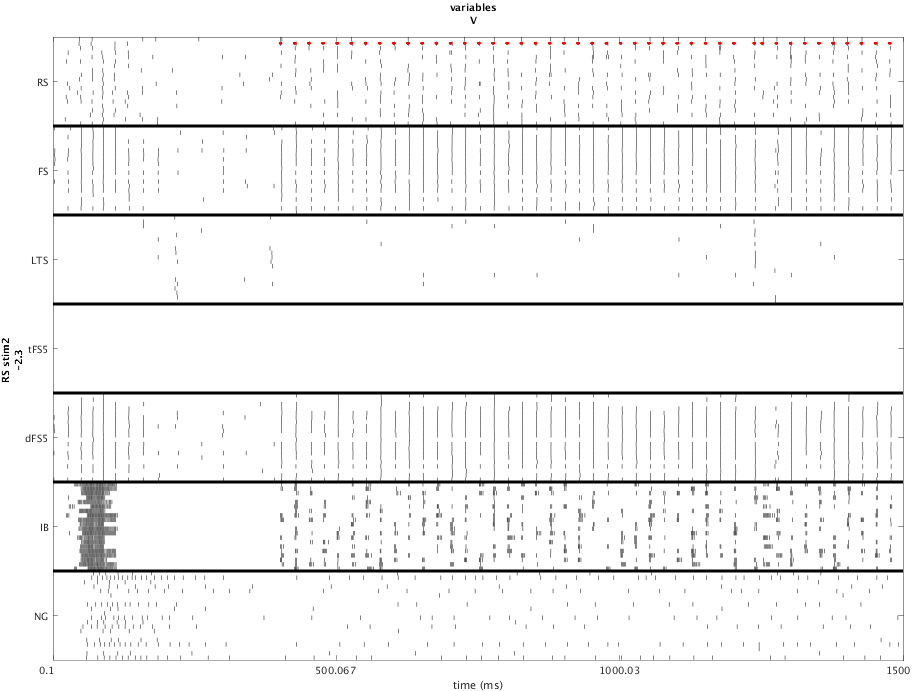 variables
V
RS
FS
LTS
tFS5
dFS5
IB
NG
RS stim2
-2.3
0.1
500.067
1000.03
1500
time (ms)